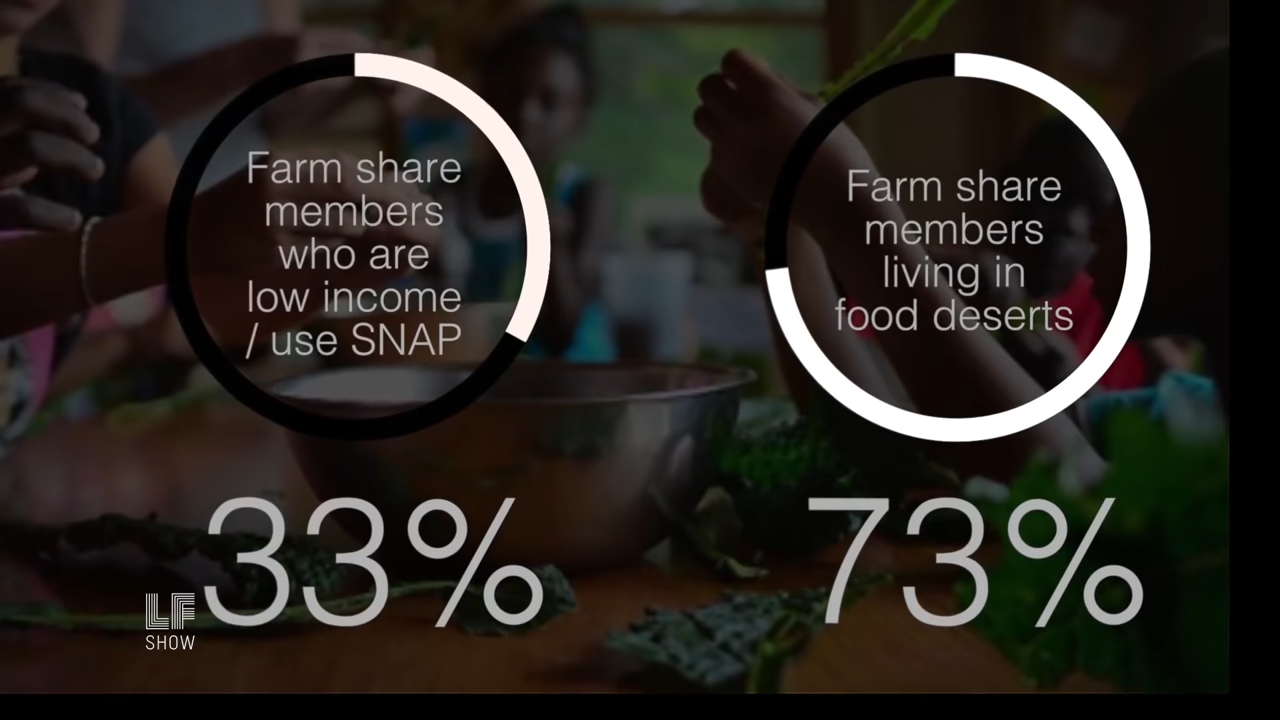 Farm share
members
who are
low income
/ use SNAP
33%
Farm share
members
living in
food deserts
73%
LF
SHOW